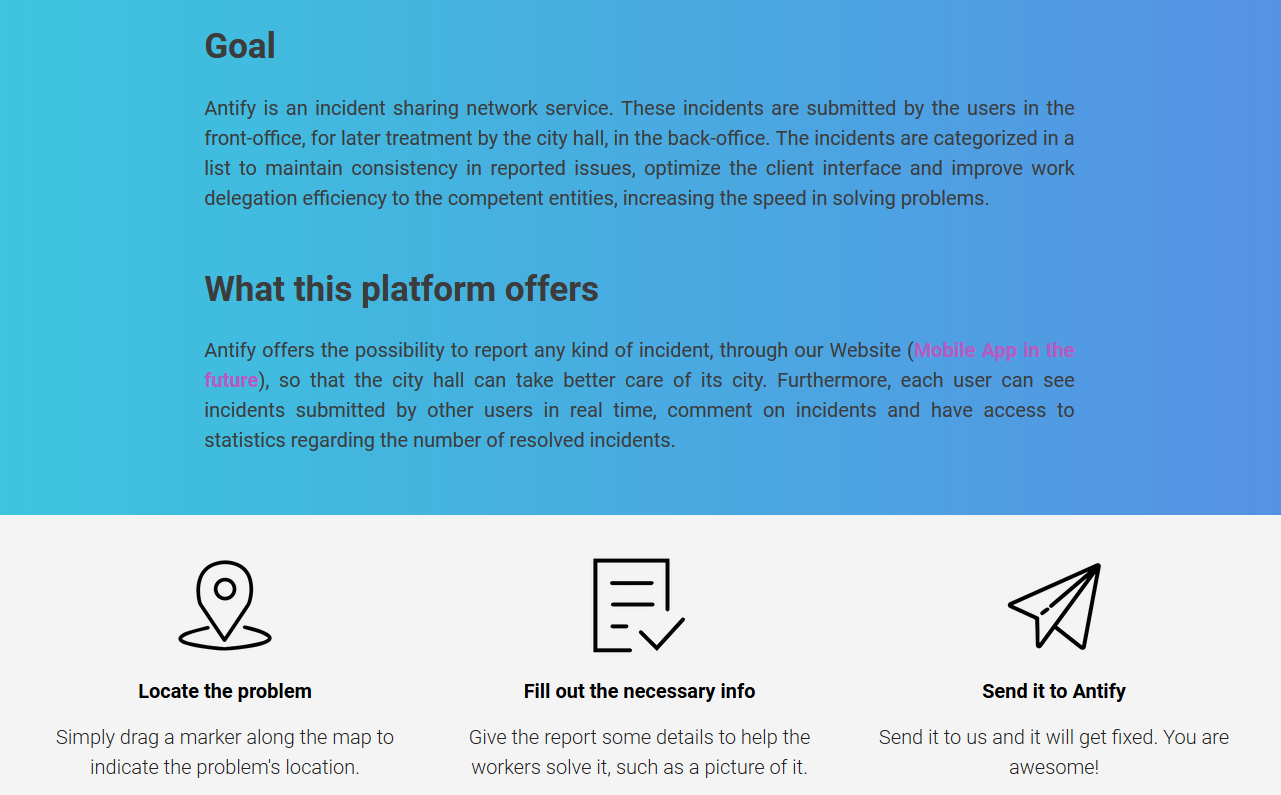 Goal
Antify is an incident sharing network service. These incidents are submitted by the users in the
front-office, for later treatment by the city hall, in the back-office. The incidents are categorized in a
list to maintain consistency in reported issues, optimize the client interface and improve work
delegation efficiency to the competent entities, increasing the speed in solving problems.
What this platform offers
Antify offers the possibility to report any kind of incident, through our Website (Mobile App in the
future), so that the city hall can take better care of its city. Furthermore, each user can see
incidents submitted by other users in real time, comment on incidents and have access to
statistics regarding the number of resolved incidents.
Locate the problem
Simply drag a marker along the map to
indicate the problem's location.
Fill out the necessary info
Give the report some details to help the
workers solve it, such as a picture of it.
Send it to Antify
Send it to us and it will get fixed. You are
awesome!